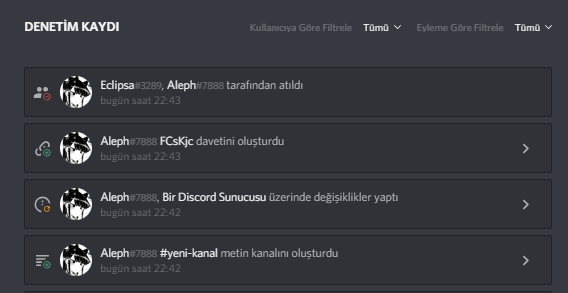 DENETİM KAYDI Kullanıcıya Göre Filtrele Tümü Eyleme Göre Filtrele Tümü
Eclipsa#3289, Aleph#7888 tarafından atıldı
bugün saat 22:43
Aleph#7888 FCsKjc davetini oluşturdu
bugün saat 22:43
Aleph#7888, Bir Discord Sunucusu üzerinde değişiklikler yaptı
bugün saat 22:42
Aleph#7888 #yeni-kanal metin kanalını oluşturdu
bugün saat 22:42